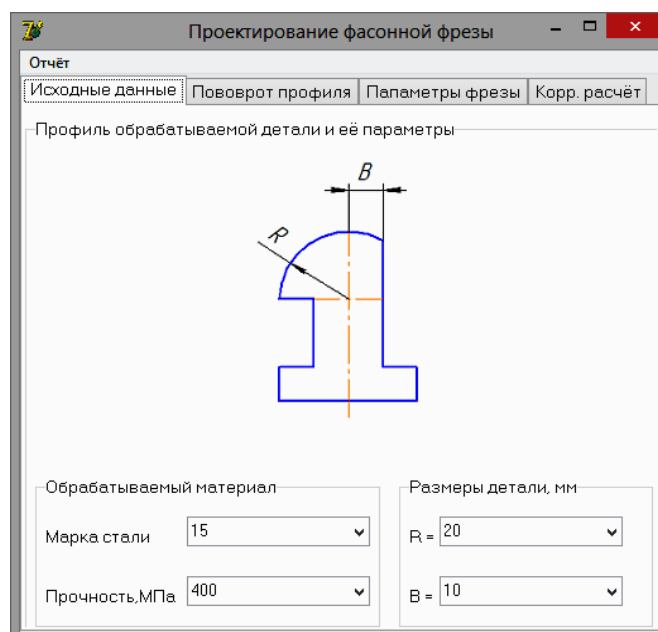 Проектирование фасонной фрезы
Отчёт
Исходные данные Пововрот профиля Папаметры фрезы Корр. расчёт
Профиль обрабатываемой детали и её параметры
B
R
Обрабатываемый материал
Размеры детали, мм
Марка стали 15
R = 20
Прочность,МПа 400
B = 10